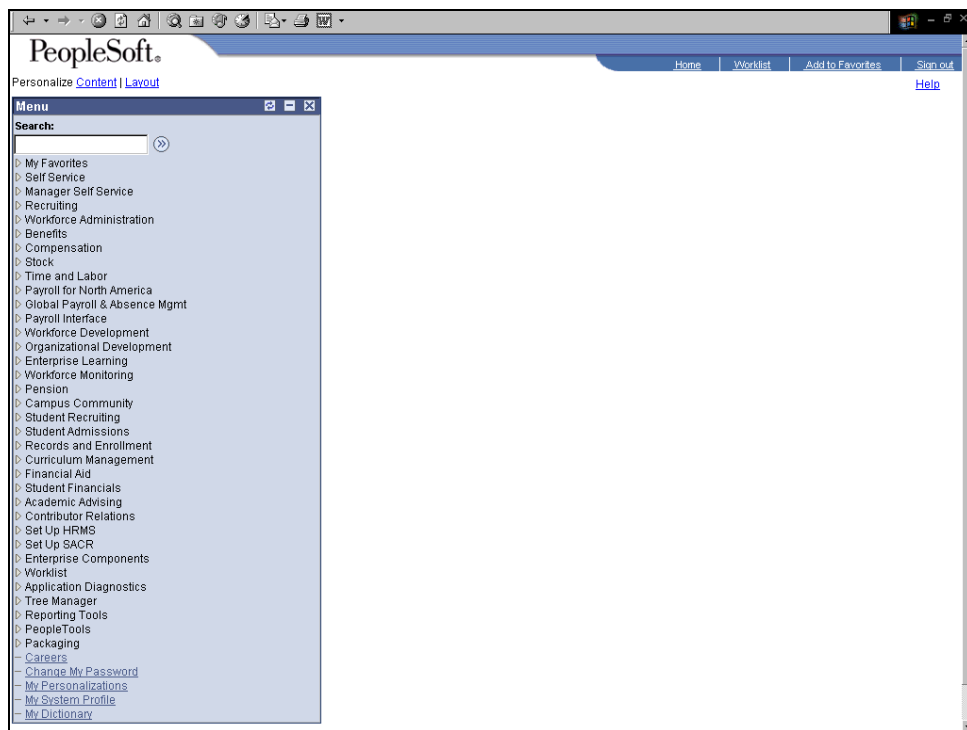 PeopleSoft.
Home Worklist Add to Favorites Sign out
Personalize Content | Layout
Help
Menu
Search:
My Favorites
Self Service
Manager Self Service
Recruiting
Workforce Administration
Benefits
Compensation
Stock
Time and Labor
Payroll for North America
Global Payroll & Absence Mgmt
Payroll Interface
Workforce Development
Organizational Development
Enterprise Learning
Workforce Monitoring
Pension
Campus Community
Student Recruiting
Student Admissions
Records and Enrollment
Curriculum Management
Financial Aid
Student Financials
Academic Advising
Contributor Relations
Set Up HRMS
Set Up SACR
Enterprise Components
Worklist
Application Diagnostics
Tree Manager
Reporting Tools
PeopleTools
Packaging
Careers
Change My Password
My Personalizations
My System Profile
My Dictionary